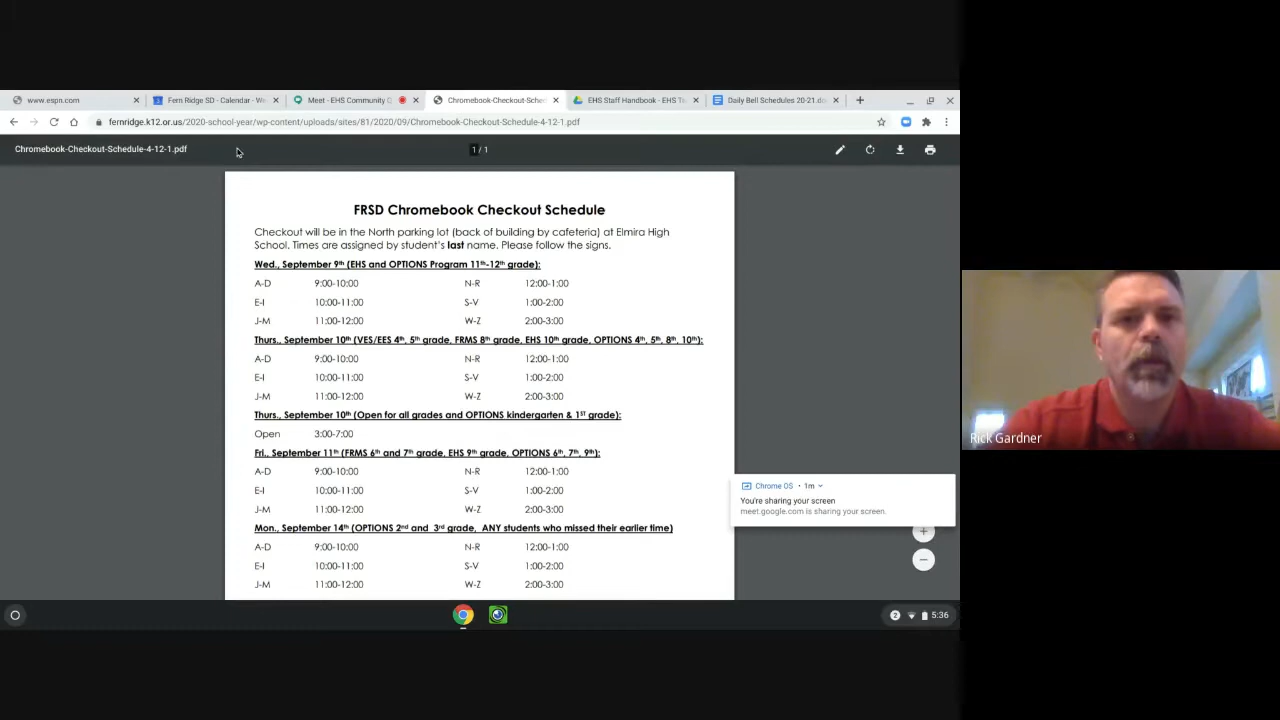 www.espn.com
Fern Ridge SD - Calendar - We
Meet - EHS Community
Chromebook-Checkout-Sched
EHS Staff Handbook - EHS
Daily Bell Schedules 20-21.do
fernridge.k12.or.us/2020-school-year/wp-content/uploads/sites/81/2020/09/Chromebook-Checkout-Schedule-4-12-1.pdf
Chromebook-Checkout-Schedule-4-12-1.pdf
1 / 1
FRSD Chromebook Checkout Schedule
Checkout will be in the North parking lot (back of building by cafeteria) at Elmira High
School. Times are assigned by student's last name. Please follow the signs.
Wed., September 9th (EHS and OPTIONS Program 11th-12th grade):
A-D 9:00-10:00 N-R 12:00-1:00
E-I 10:00-11:00 S-V 1:00-2:00
J-M 11:00-12:00 W-Z 2:00-3:00
Thurs., September 10th (VES/EES 4th, 5th grade, FRMS 8th grade, EHS 10th grade, OPTIONS 4th, 5th, 8th, 10th):
A-D 9:00-10:00 N-R 12:00-1:00
E-I 10:00-11:00 S-V 1:00-2:00
J-M 11:00-12:00 W-Z 2:00-3:00
Thurs., September 10th (Open for all grades and OPTIONS kindergarten & 1ST grade):
Open 3:00-7:00
Fri., September 11th (FRMS 6th and 7th grade, EHS 9th grade, OPTIONS 6th, 7th, 9th):
A-D 9:00-10:00 N-R 12:00-1:00
E-I 10:00-11:00 S-V 1:00-2:00
J-M 11:00-12:00 W-Z 2:00-3:00
Mon., September 14th (OPTIONS 2nd and 3rd grade, ANY students who missed their earlier time)
A-D 9:00-10:00 N-R 12:00-1:00
E-I 10:00-11:00 S-V 1:00-2:00
J-M 11:00-12:00 W-Z 2:00-3:00
Rick Gardner
Chrome OS • 1m
You're sharing your screen
meet.google.com is sharing your screen.
2 5:36